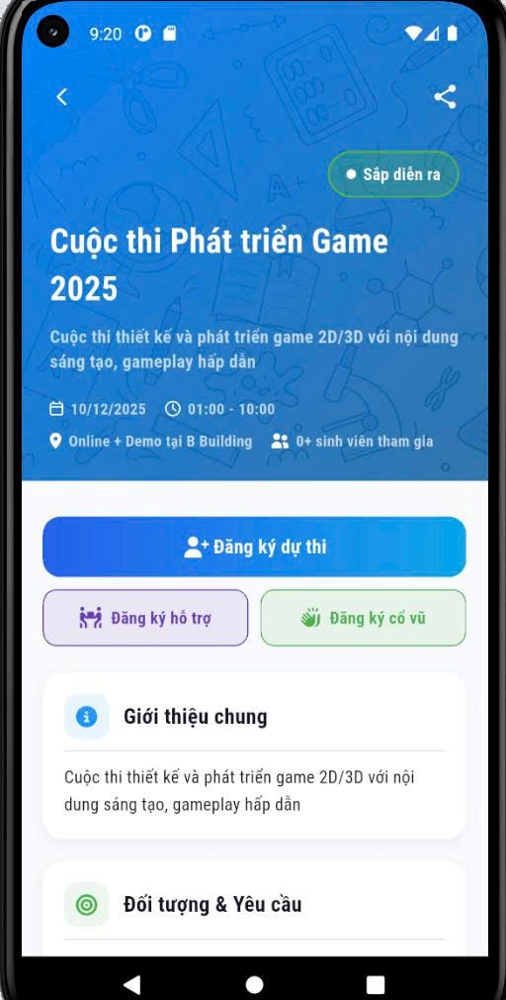 9:20
Sắp diễn ra
Cuộc thi Phát triển Game
2025
Cuộc thi thiết kế và phát triển game 2D/3D với nội dung
sáng tạo, gameplay hấp dẫn
10/12/2025 01:00 - 10:00
Online + Demo tại B Building 0+ sinh viên tham gia
Đăng ký dự thi
Đăng ký hỗ trợ Đăng ký cổ vũ
Giới thiệu chung
Cuộc thi thiết kế và phát triển game 2D/3D với nội
dung sáng tạo, gameplay hấp dẫn
Đối tượng & Yêu cầu